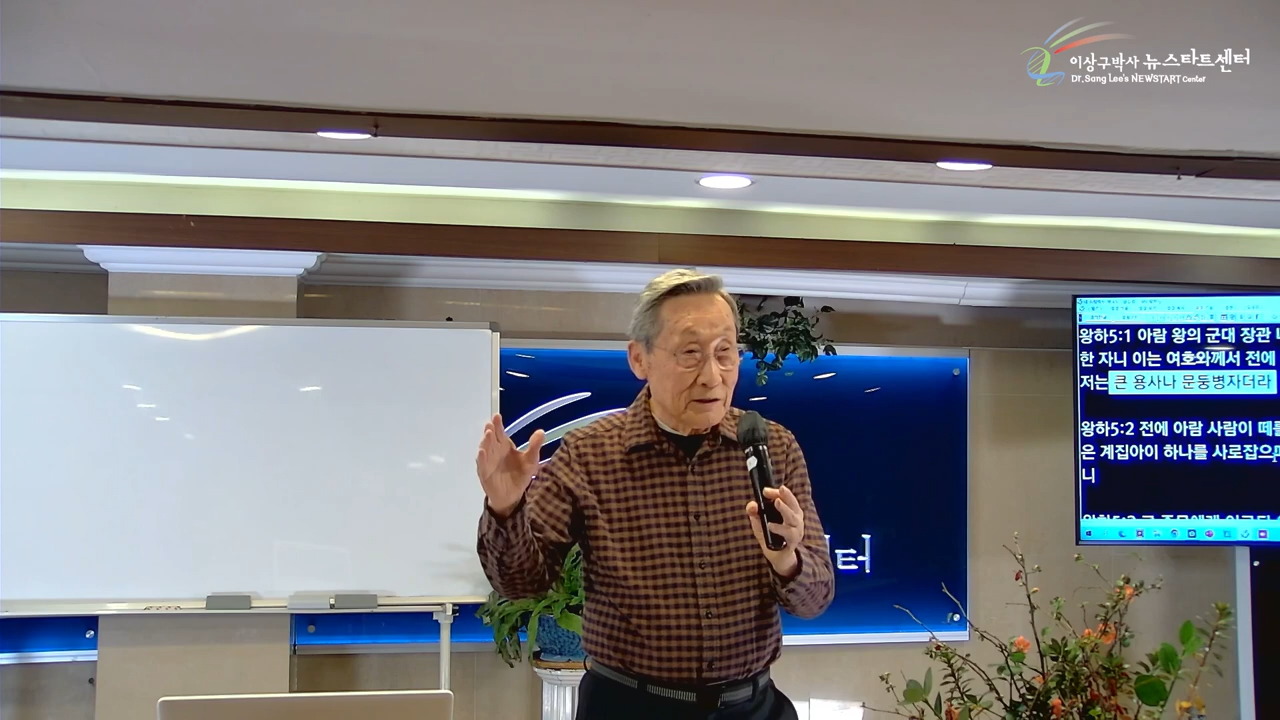 이상구박사 뉴스타트센터
Dr. Sang Lee's NEWSTART Center
왕하5:1 아람 왕의 군대 장관
한 자니 이는 여호와께서 전에
저는 큰 용사나 문둥병자더라
왕하5:2 전에 아람 사람이 떼를
은 계집아이 하나를 사로잡으
니
터